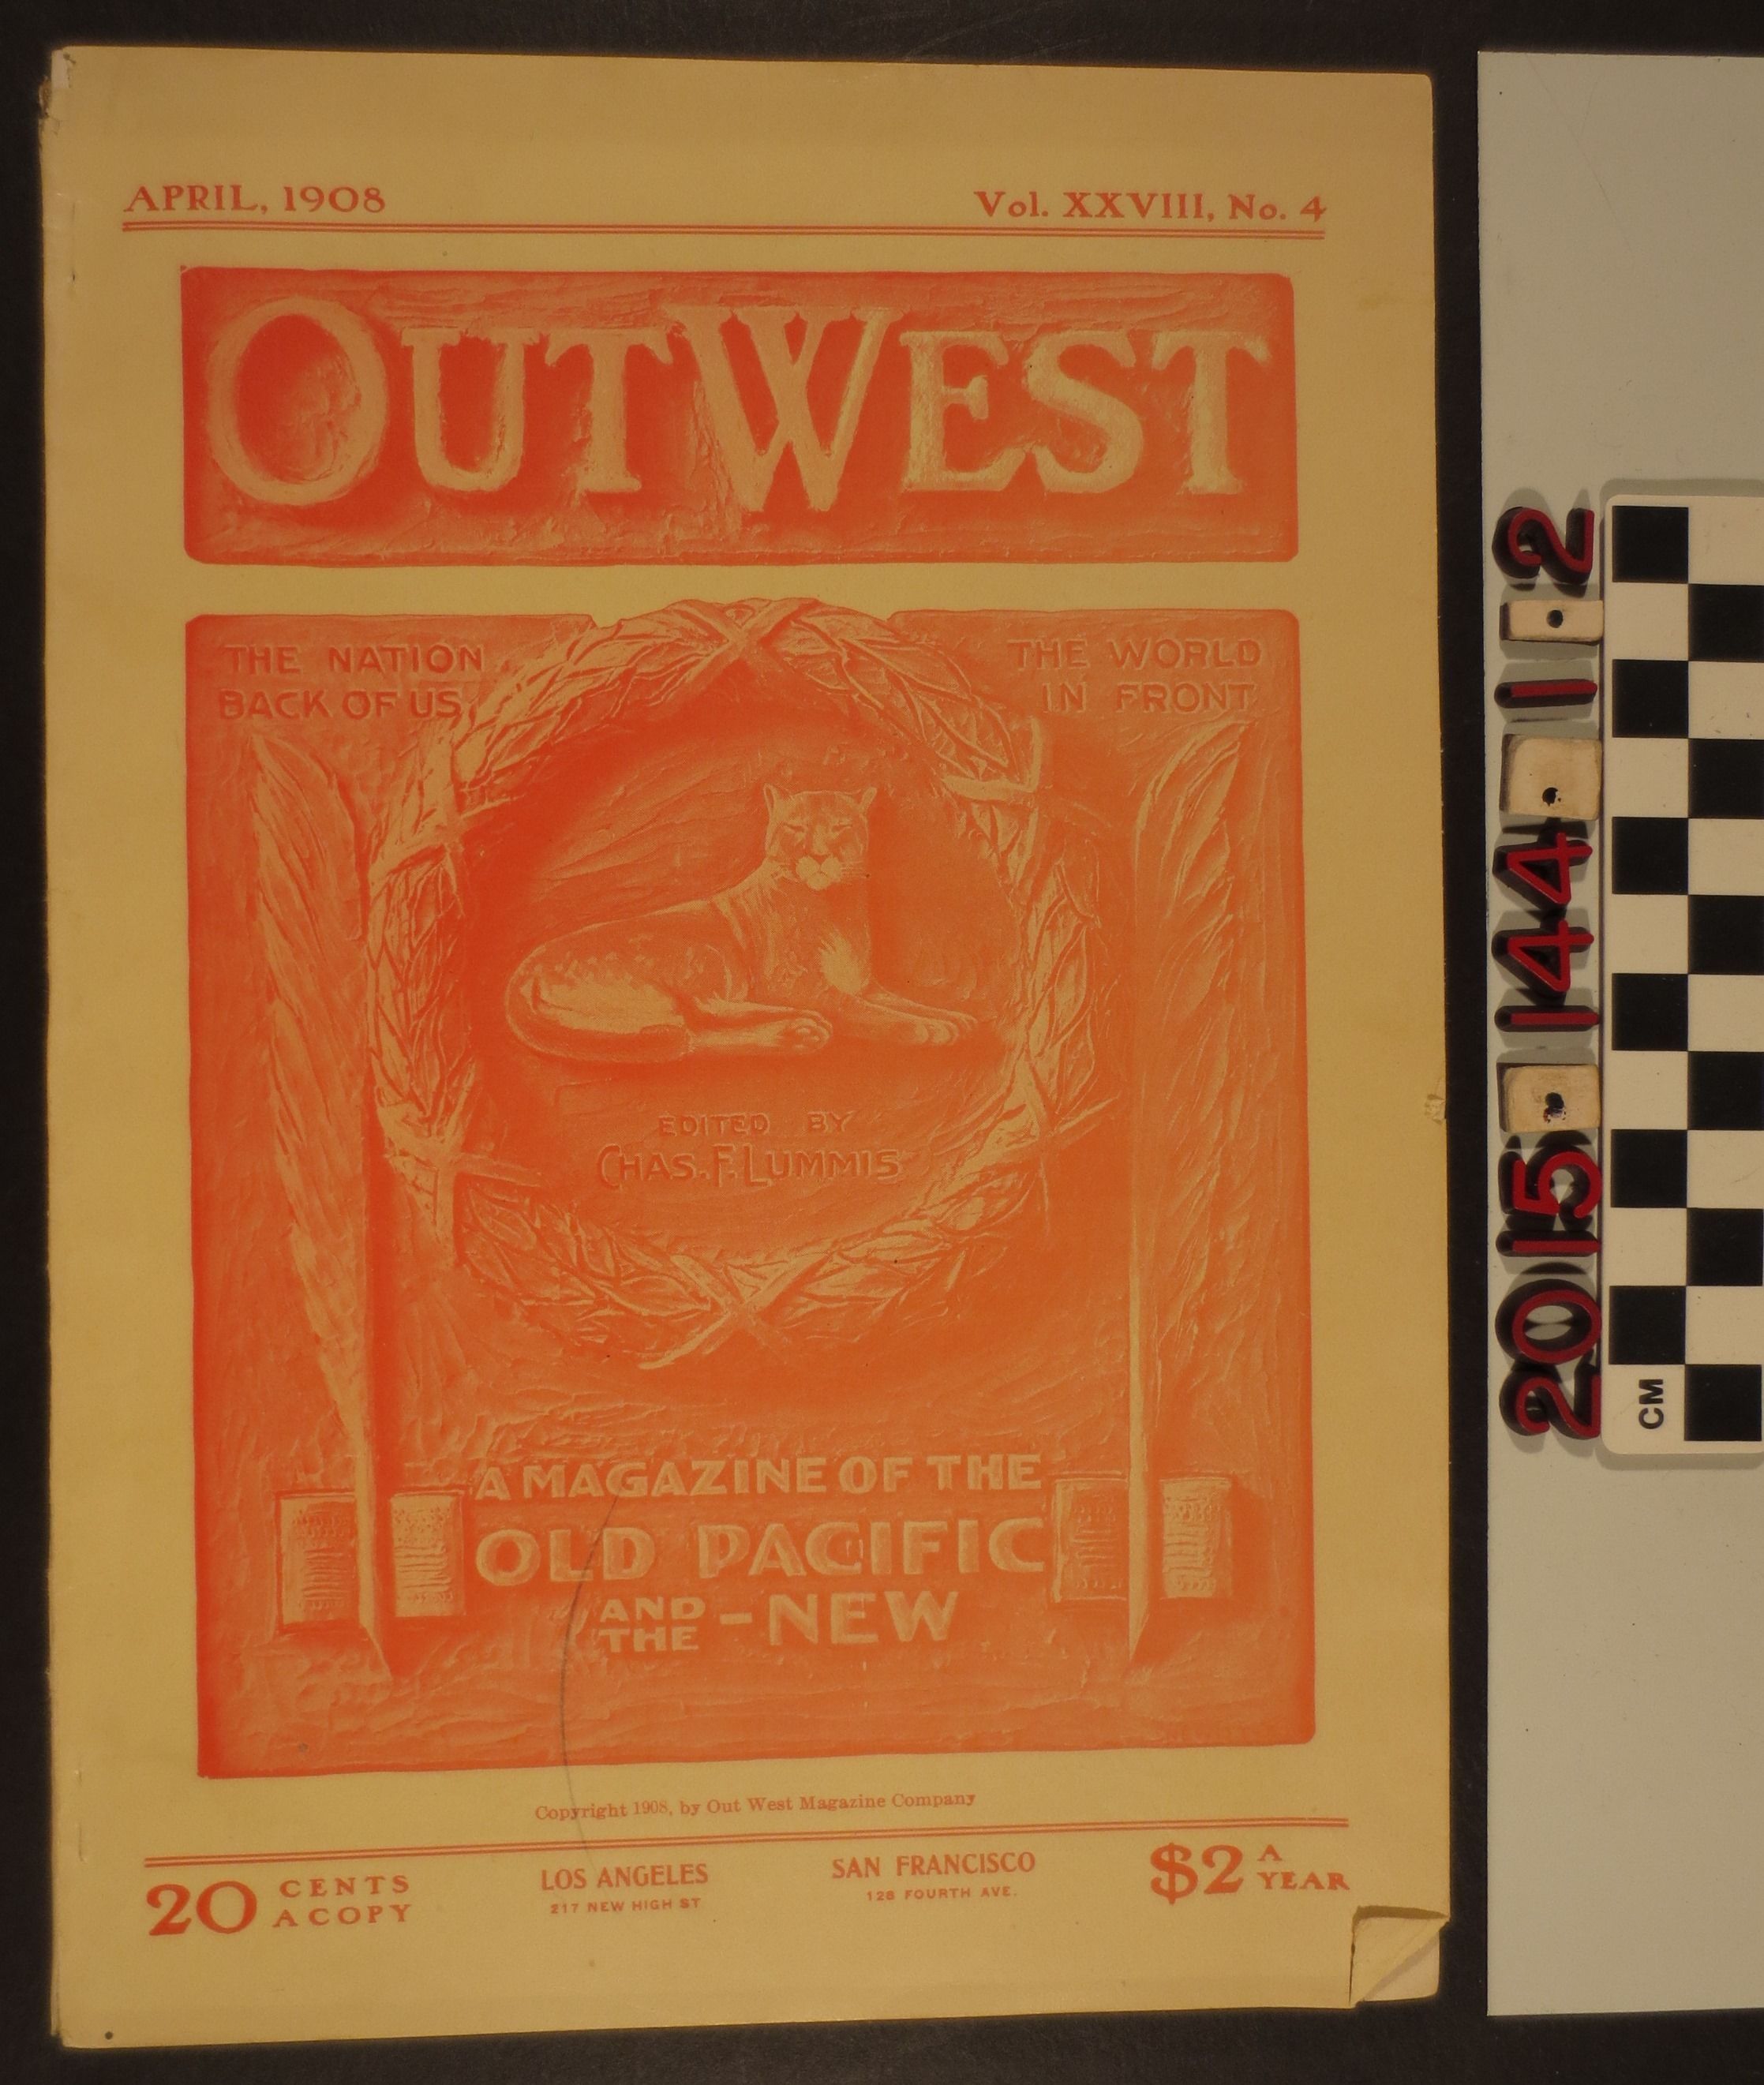 APRIL, 1908
Vol. XXVIII, No. 4
OUTWEST
THE NATION
BACK OF US
THE WORLD
IN FRONT
EDITED BY
CHAS. F. LUMMIS
A MAGAZINE OF THE
OLD PACIFIC
AND
THE
-NEW
Copyright 1908, by Out West Magazine Company
20 CENTS
A COPY
LOS ANGELES
217 NEW HIGH ST
SAN FRANCISCO
128 FOURTH AVE.
$2 A
YEAR
2015.144.1.2
CM